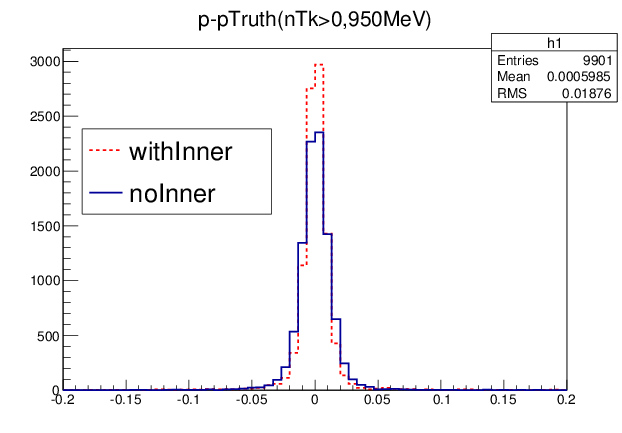 p-pTruth(nTk>0,950MeV)
h1
Entries 9901
Mean 0.0005985
RMS 0.01876
withInner
noInner
3000
2500
2000
1500
1000
500
0
-0.2 -0.15 -0.1 -0.05 0 0.05 0.1 0.15 0.2